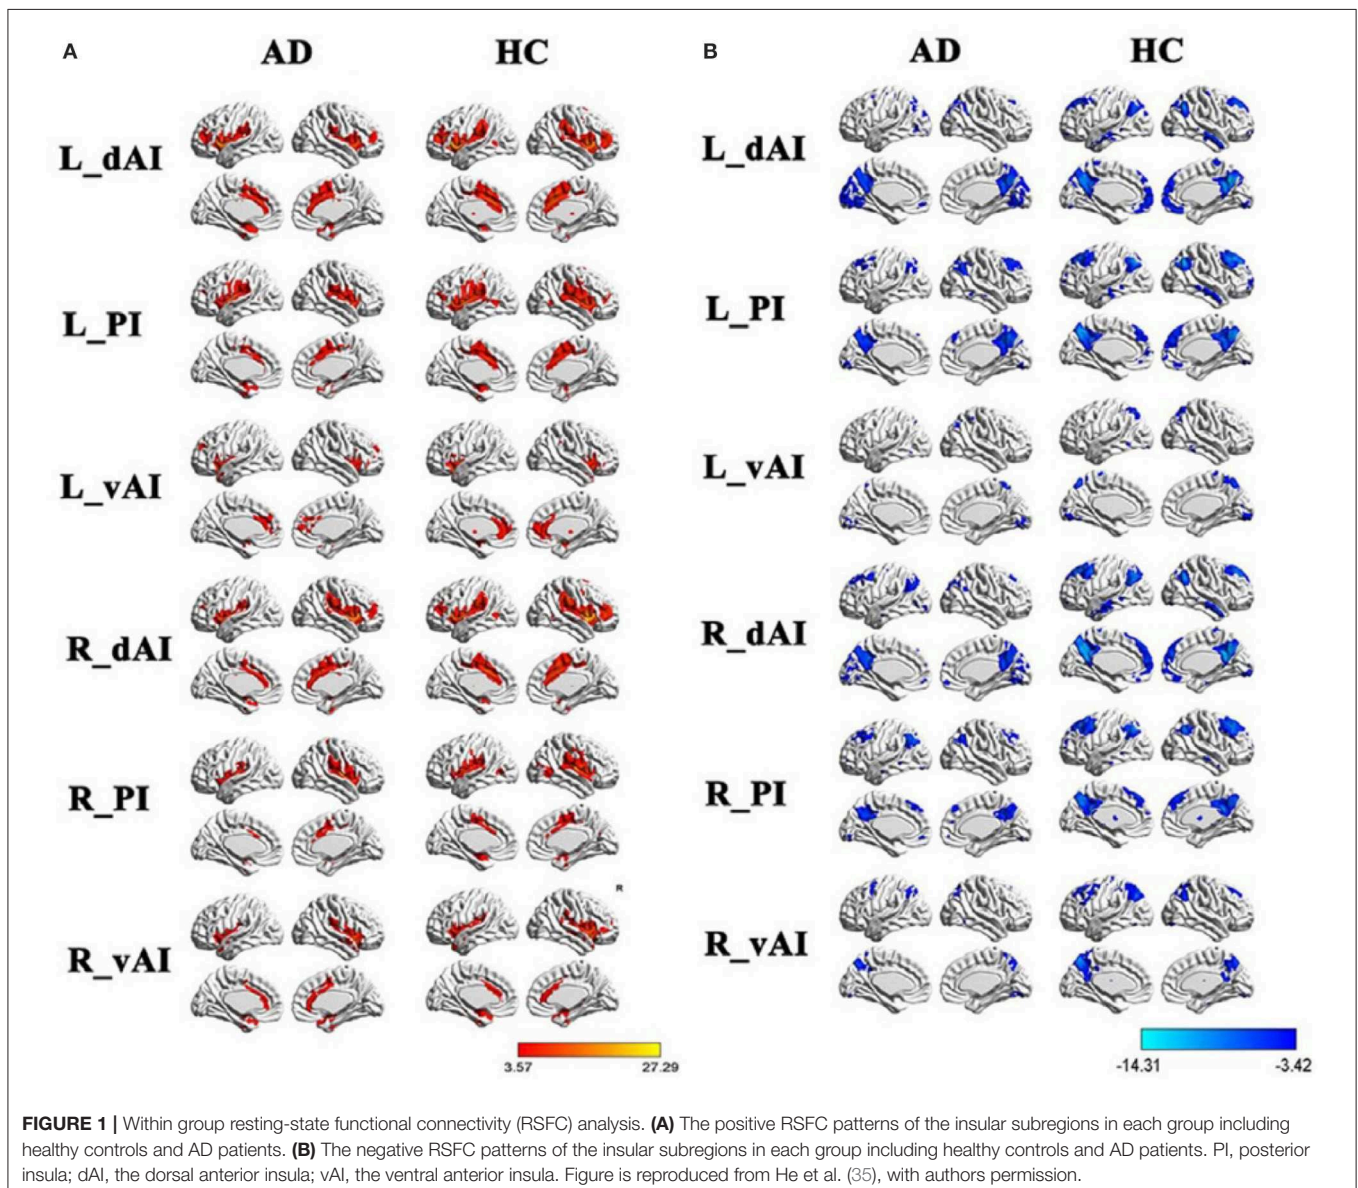 A
AD
HC
L_dAI
L_PI
L_vAI
R_dAI
R_PI
R
R_vAI
3.57
27.29
B
AD
HC
L_dAI
L_PI
L_vAI
R_dAI
R_PI
R_vAI
-14.31
-3.42
FIGURE 1 | Within group resting-state functional connectivity (RSFC) analysis. (A) The positive RSFC patterns of the insular subregions in each group including
healthy controls and AD patients. (B) The negative RSFC patterns of the insular subregions in each group including healthy controls and AD patients. PI, posterior
insula; dAI, the dorsal anterior insula; vAI, the ventral anterior insula. Figure is reproduced from He et al. (35), with authors permission.